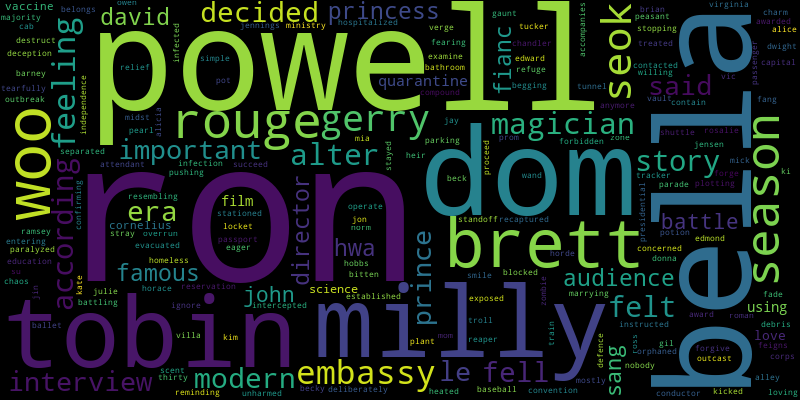 vaccine
majority
cab
belongs
owen
david
decided
princess
gaunt
tucker
accompanies
brian
peasant
stopping
virginia
charm
awarded
alice
destruct
deception
barney
tearfully
outbreak
feeling
independence
relief
simple
pot
infected
jennings
ministry
hospitalized
verge
fearing
examine
bathroom
chandler
edward
refuge
begging
quarantine
compound
fianc
tunnel
seok
treated
contacted
willing
anymore
vault
contain
dwight
capital
vic
fang
passenger
powell
woo
midst
pearl
alicia
rouge
gerry
jay
magician
parking
prom
forbidden
zone
shuttle
rosalie
jensen
said
bella
separated
important
attendant
infection
succeed
pushing
alter
mia
heir
stayed
beck
proceed
wand
dom
story
tracker
parade
mick
forge
plotting
ki
season
according
confirming
resembling
era
cornelius
stray
overrun
evacuated
film
stationed
locket
passport
eager
director
operate
jon
norm
hwa
hobbs
bitten
ron
standoff
recaptured
brett
presidential
battle
potion
edmond
concerned
donna
ramsey
entering
paralyzed
education
su
chaos
jin
kate
famous
homeless
horace
reservation
julie
battling
john
intercepted
ignore
science
established
prince
smile
blocked
horde
audience
marrying
zombie
exposed
troll
reaper
felt
instructed
using
fade
debris
award
roman
love
feigns
corps
tobin
ballet
villa
kim
milly
plant
mom
train
defence
ross
orphaned
gil
forgive
outcast
interview
scent
thirty
reminding
modern
unharmed
embassy
becky
deliberately
le
heated
fell
baseball
convention
mostly
sang
nobody
conductor
kicked
alley
loving